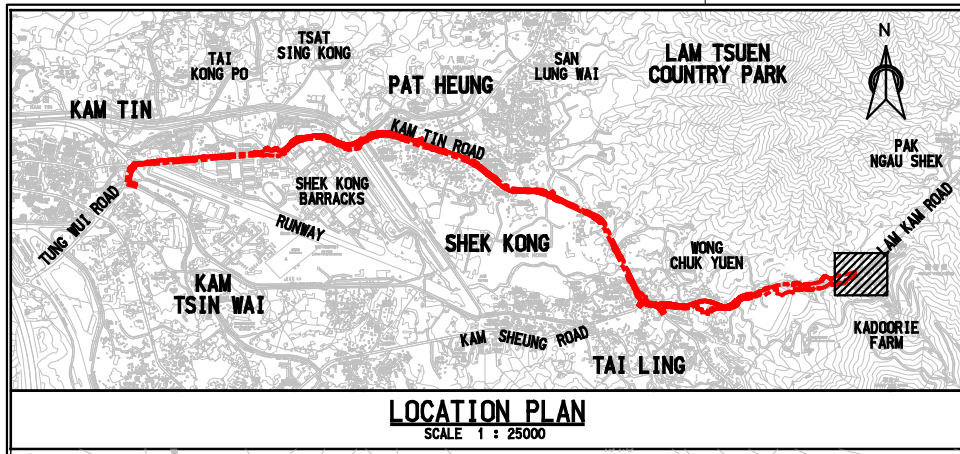 N
TSAT
SING KONG
TAI
KONG PO
SAN
LUNG WAI
LAM TSUEN
COUNTRY PARK
PAT HEUNG
KAM TIN
KAM TIN ROAD
PAK
NGAU SHEK
SHEK KONG
BARRACKS
TUNG WUI ROAD
RUNWAY
LAM KAM ROAD
SHEK KONG
WONG
CHUK YUEN
KAM
TSIN WAI
KAM SHEUNG ROAD
KADOORIE
FARM
TAI LING
LOCATION PLAN
SCALE 1 : 25000